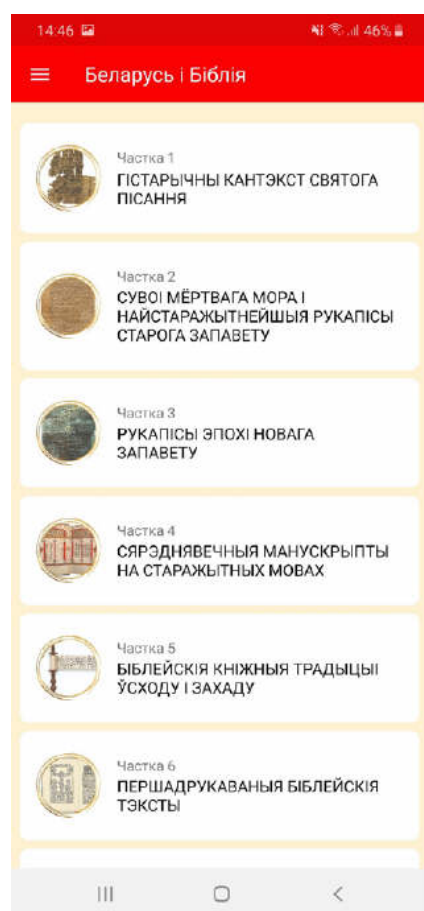 14:46
46%
Беларусь і Біблія
Частка 1
ГІСТАРЫЧНЫ КАНТЭКСТ СВЯТОГА
ПІСАННЯ
Частка 2
СУВОІ МЁРТВАГА МОРА І
НАЙСТАРАЖЫТНЕЙШЫЯ РУКАПІСЫ
СТАРОГА ЗАПАВЕТУ
Частка 3
РУКАПІСЫ ЭПОХІ НОВАГА
ЗАПАВЕТУ
Частка 4
СЯРЭДНЯВЕЧНЫЯ МАНУСКРЫПТЫ
НА СТАРАЖЫТНЫХ МОВАХ
Частка 5
БІБЛЕЙСКІЯ КНІЖНЫЯ ТРАДЫЦЫІ
ЎСХОДУ І ЗАХАДУ
Частка 6
ПЕРШАДРУКАВАНЫЯ БІБЛЕЙСКІЯ
ТЭКСТЫ